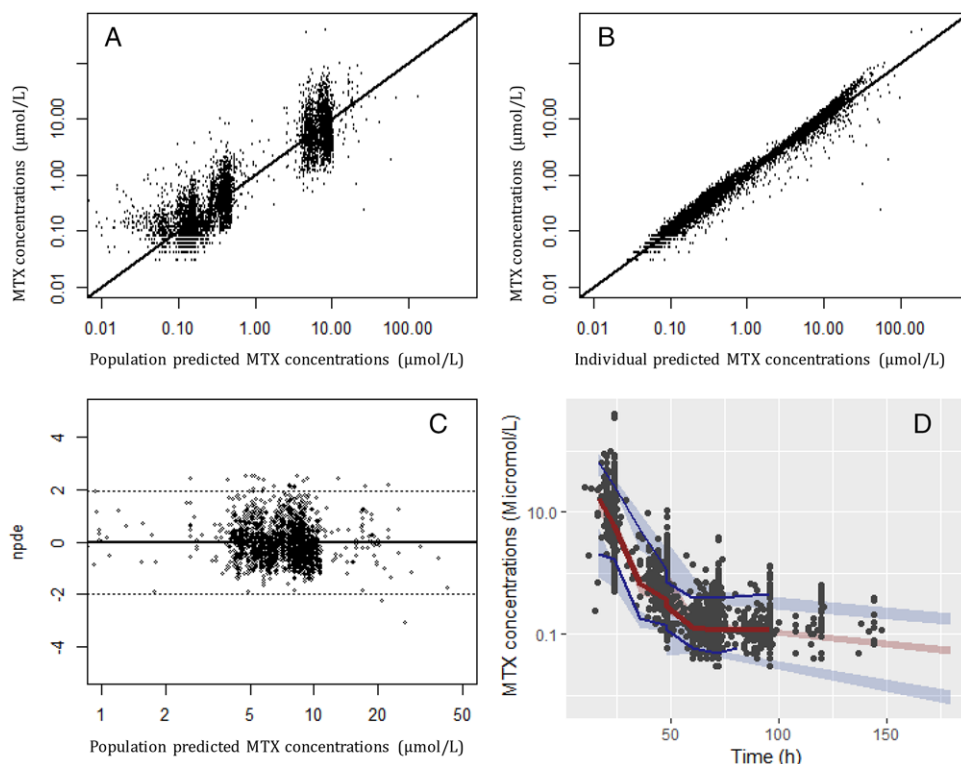 A
MTX concentrations (μmol/L)
10.00
1.00
0.10
0.01
0.01 0.10 1.00 10.00 100.00
Population predicted MTX concentrations (μmol/L)
B
MTX concentrations (μmol/L)
10.00
1.00
0.10
0.01
0.01 0.10 1.00 10.00 100.00
Individual predicted MTX concentrations (μmol/L)
C
npde
4
2
0
-2
-4
1 2 5 10 20 50
Population predicted MTX concentrations (μmol/L)
D
MTX concentrations (Micromol/L)
10.0
0.1
50 100 150
Time (h)